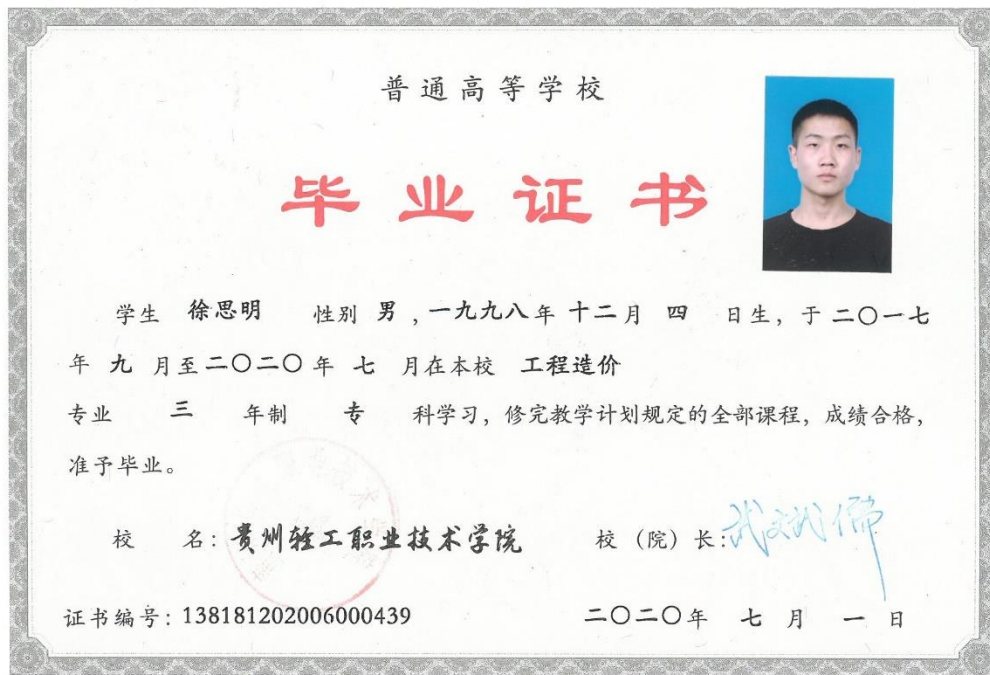 普通高等学校
毕业证书
学生 徐思明 性别 男 ,一九九八年 十二月 四 日生，于 二〇一七
年 九 月至二〇二〇年 七 月在本校 工程造价
专业 三 年制 专 科学习，修完教学计划规定的全部课程，成绩合格，
准予毕业。
校 名：贵州轻工职业技术学院 校（院）长：
证书编号：138181202006000439 二〇二〇年 七 月 一 日